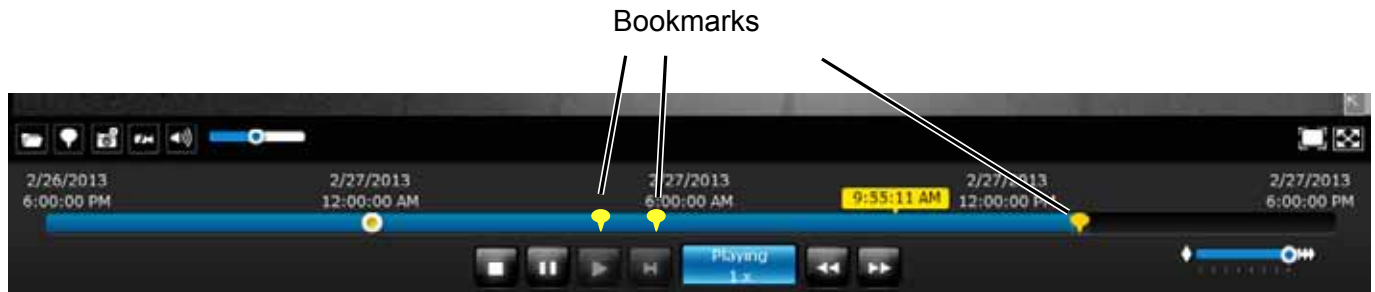 Bookmarks
2/26/2013
6:00:00 PM
2/27/2013
12:00:00 AM
2/27/2013
6:00:00 AM
9:55:11 AM
2/27/2013
12:00:00 PM
2/27/2013
6:00:00 PM
Playing
1 x